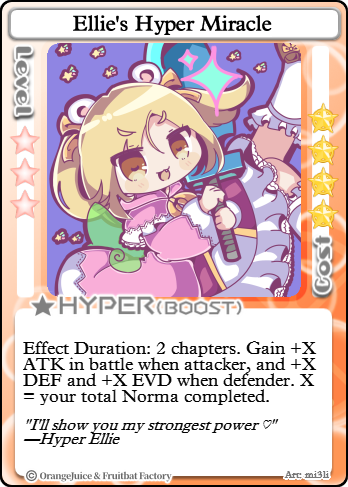 Ellie's Hyper Miracle
Level
Cost
★HYPER(BOOST)
Effect Duration: 2 chapters. Gain +X
ATK in battle when attacker, and +X
DEF and +X EVD when defender. X
= your total Norma completed.
"I'll show you my strongest power ♡"
—Hyper Ellie
© OrangeJuice & Fruitbat Factory
Art: mi3li